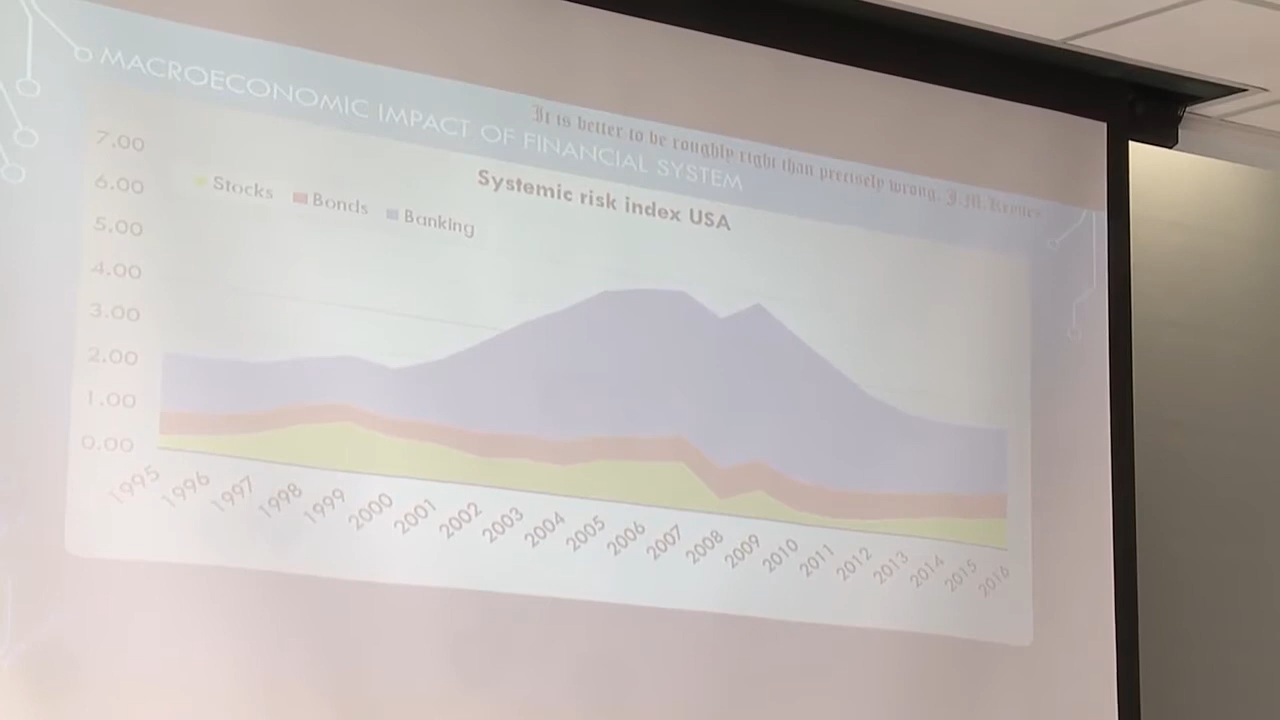 MACROECONOMIC IMPACT OF FINANCIAL SYSTEM
It is better to be roughly right than precisely wrong. J.M. Keynes
Systemic risk index USA
Stocks Bonds Banking
7.00
6.00
5.00
4.00
3.00
2.00
1.00
0.00
1995 1996 1997 1998 1999 2000 2001 2002 2003 2004 2005 2006 2007 2008 2009 2010 2011 2012 2013 2014 2015 2016